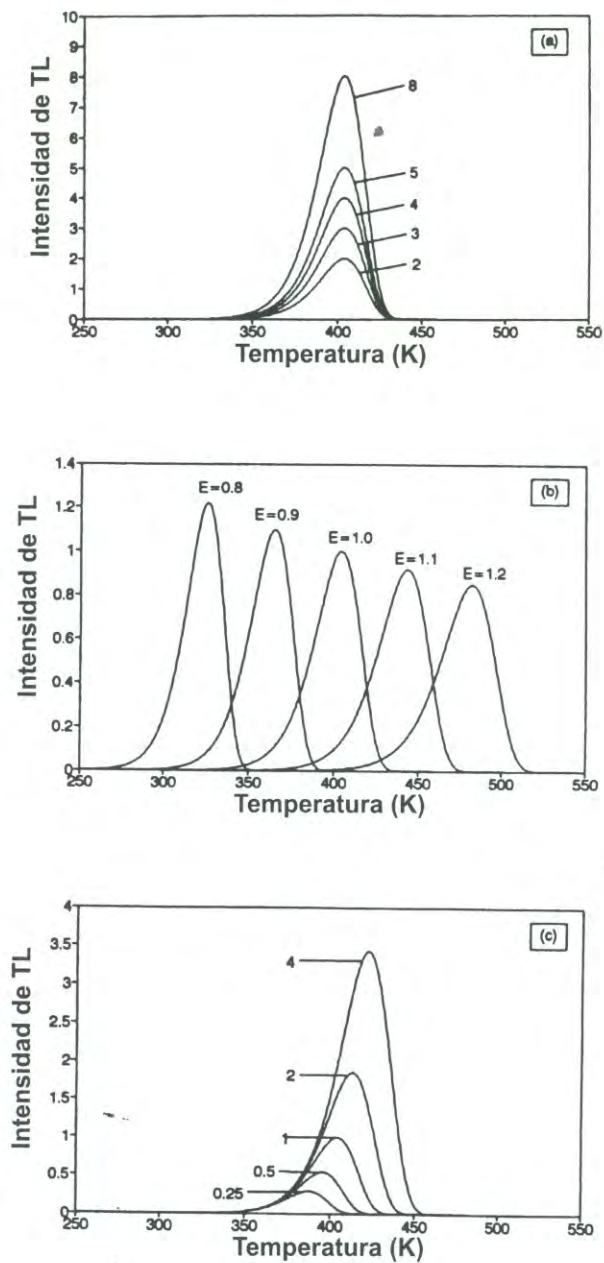 (a)
Intensidad de TL
10
9
8
7
6
5
4
3
2
1
0
8
5
4
3
2
250 300 350 400 450 500 550
Temperatura (K)
(b)
Intensidad de TL
1.4
1.2
1
0.8
0.6
0.4
0.2
0
E=0.8
E=0.9
E=1.0
E=1.1
E=1.2
250 300 350 400 450 500 550
Temperatura (K)
(c)
Intensidad de TL
4
3.5
3
2.5
2
1.5
1
0.5
0
4
2
1
0.5
0.25
250 300 350 400 450 500 550
Temperatura (K)